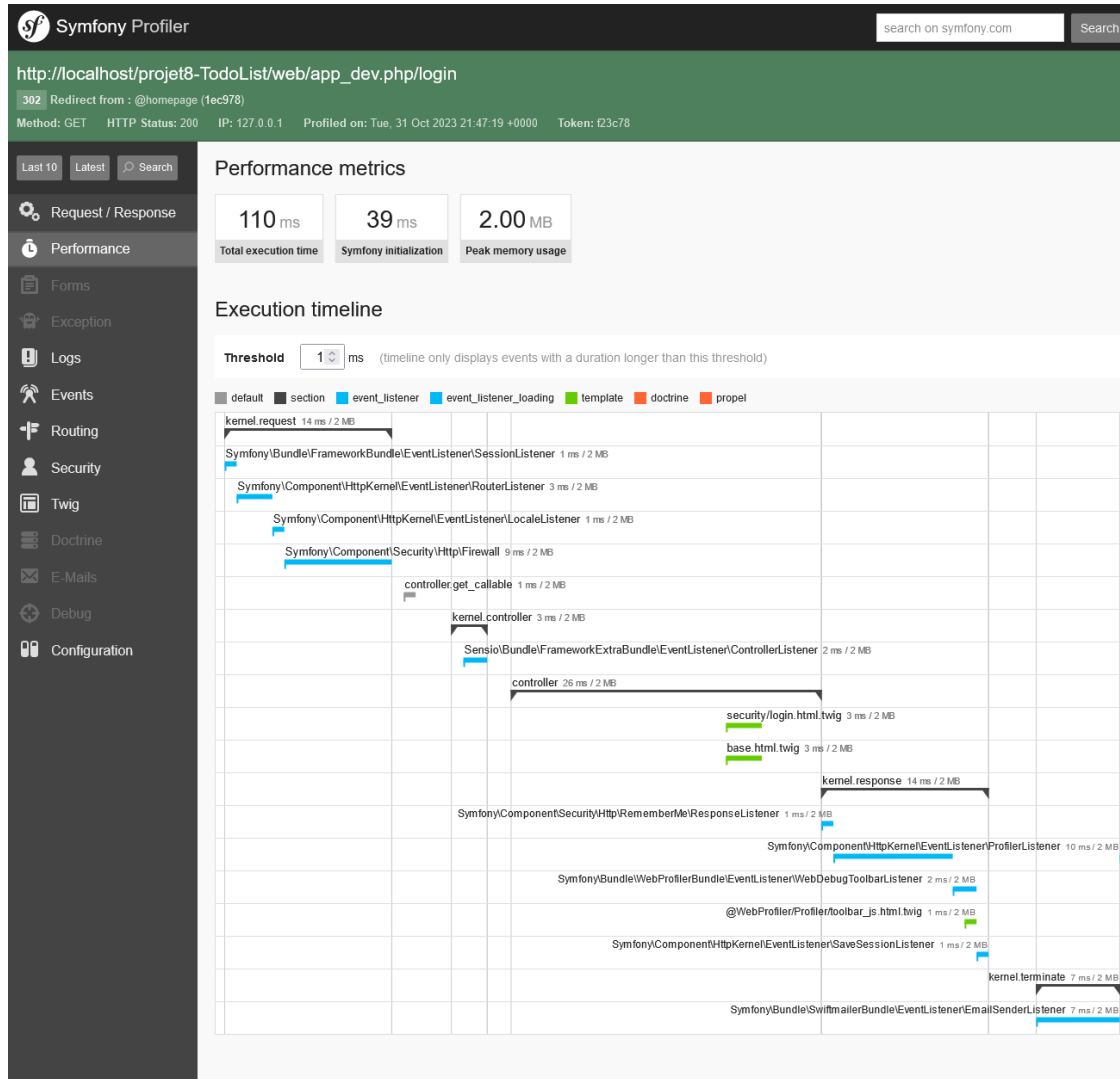 sf Symfony Profiler
search on symfony.com Search
http://localhost/projet8-TodoList/web/app_dev.php/login
302 Redirect from : @homepage (1ec978)
Method: GET HTTP Status: 200 IP: 127.0.0.1 Profiled on: Tue, 31 Oct 2023 21:47:19 +0000 Token: f23c78
Last 10 Latest Search
Request / Response
Performance
Forms
Exception
Logs
Events
Routing
Security
Twig
Doctrine
E-Mails
Debug
Configuration
Performance metrics
110 ms
Total execution time
39 ms
Symfony initialization
2.00 MB
Peak memory usage
Execution timeline
Threshold 1 ms (timeline only displays events with a duration longer than this threshold)
default section event_listener event_listener_loading template doctrine propel
kernel.request 14 ms / 2 MB
Symfony\Bundle\FrameworkBundle\EventListener\SessionListener 1 ms / 2 MB
Symfony\Component\HttpKernel\EventListener\RouterListener 3 ms / 2 MB
Symfony\Component\HttpKernel\EventListener\LocaleListener 1 ms / 2 MB
Symfony\Component\Security\Http\Firewall 9 ms / 2 MB
controller.get_callable 1 ms / 2 MB
kernel.controller 3 ms / 2 MB
Sensio\Bundle\FrameworkExtraBundle\EventListener\ControllerListener 2 ms / 2 MB
controller 26 ms / 2 MB
security/login.html.twig 3 ms / 2 MB
base.html.twig 3 ms / 2 MB
kernel.response 14 ms / 2 MB
Symfony\Component\Security\Http\RememberMe\ResponseListener 1 ms / 2 MB
Symfony\Component\HttpKernel\EventListener\ProfilerListener 10 ms / 2 MB
Symfony\Bundle\WebProfilerBundle\EventListener\WebDebugToolbarListener 2 ms / 2 MB
@WebProfiler/Profiler/toolbar_js.html.twig 1 ms / 2 MB
Symfony\Component\HttpKernel\EventListener\SaveSessionListener 1 ms / 2 MB
kernel.terminate 7 ms / 2 MB
Symfony\Bundle\SwiftmailerBundle\EventListener\EmailSenderListener 7 ms / 2 MB